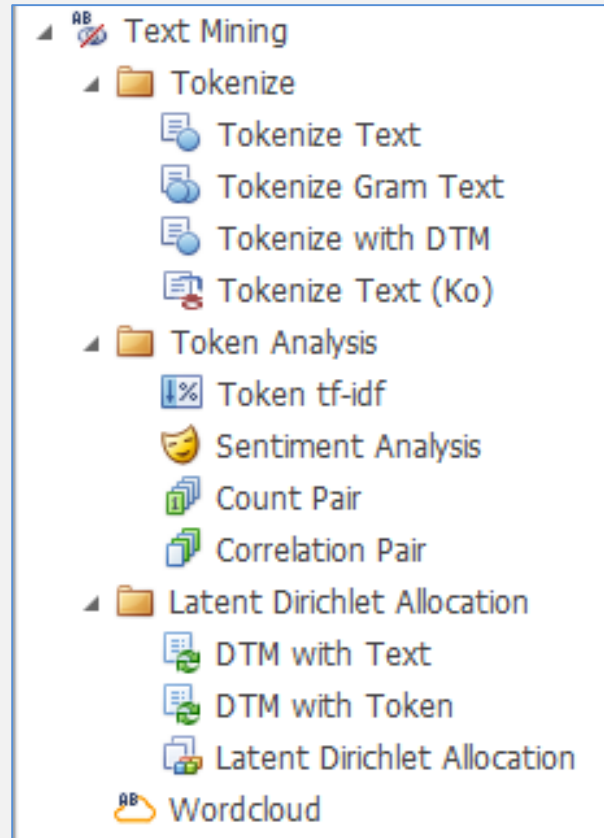 Text Mining
Tokenize
Tokenize Text
Tokenize Gram Text
Tokenize with DTM
Tokenize Text (Ko)
Token Analysis
Token tf-idf
Sentiment Analysis
Count Pair
Correlation Pair
Latent Dirichlet Allocation
DTM with Text
DTM with Token
Latent Dirichlet Allocation
Wordcloud